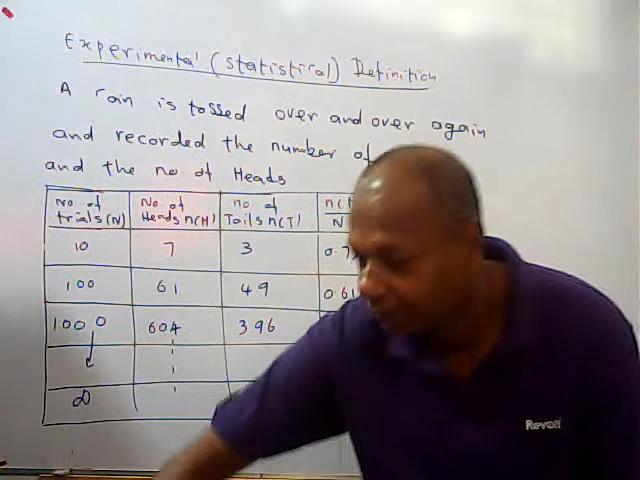 Experimental (statistical) Definition
A coin is tossed over and over again
and recorded the number of
and the no of Heads
No of trials (N) No of Heads n(H) no of Tails n(T) n( N
10 7 3 0.7
100 61 49 0.61
1000 604 396
∞
Revolt